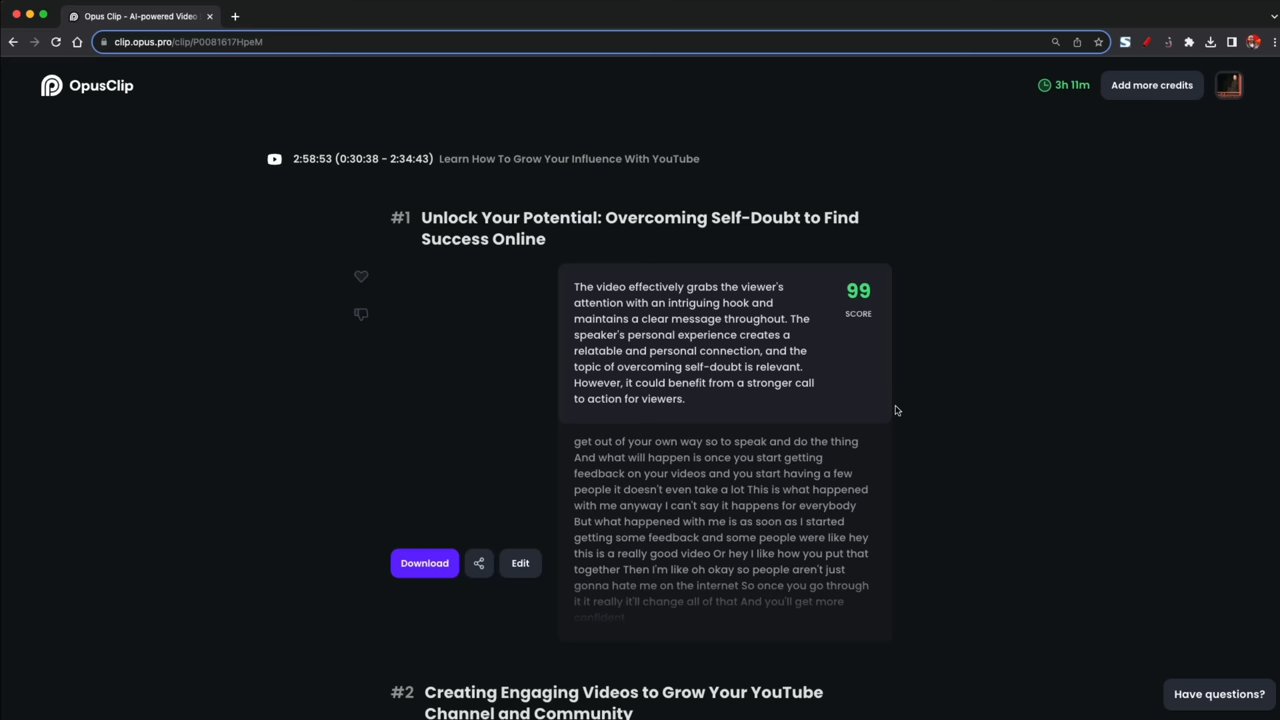 Opus Clip - AI-powered Video
clip.opus.pro/clip/P0081617HpeM
OpusClip
3h 11m
Add more credits
2:58:53 (0:30:38 - 2:34:43) Learn How To Grow Your Influence With YouTube
#1 Unlock Your Potential: Overcoming Self-Doubt to Find
Success Online
The video effectively grabs the viewer's
attention with an intriguing hook and
maintains a clear message throughout. The
speaker's personal experience creates a
relatable and personal connection, and the
topic of overcoming self-doubt is relevant.
However, it could benefit from a stronger call
to action for viewers.
99
SCORE
get out of your own way so to speak and do the thing
And what will happen is once you start getting
feedback on your videos and you start having a few
people it doesn't even take a lot This is what happened
with me anyway I can't say it happens for everybody
But what happened with me is as soon as I started
getting some feedback and some people were like hey
this is a really good video Or hey I like how you put that
together Then I'm like oh okay so people aren't just
gonna hate me on the internet So once you go through
it it really it'll change all of that And you'll get more
confident
Download
Edit
#2 Creating Engaging Videos to Grow Your YouTube
Channel and Community
Have questions?